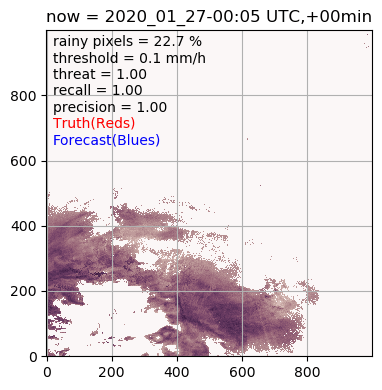 now = 2020_01_27-00:05 UTC,+00min
rainy pixels = 22.7 %
threshold = 0.1 mm/h
threat = 1.00
recall = 1.00
precision = 1.00
Truth(Reds)
Forecast(Blues)
800
600
400
200
0
0 200 400 600 800